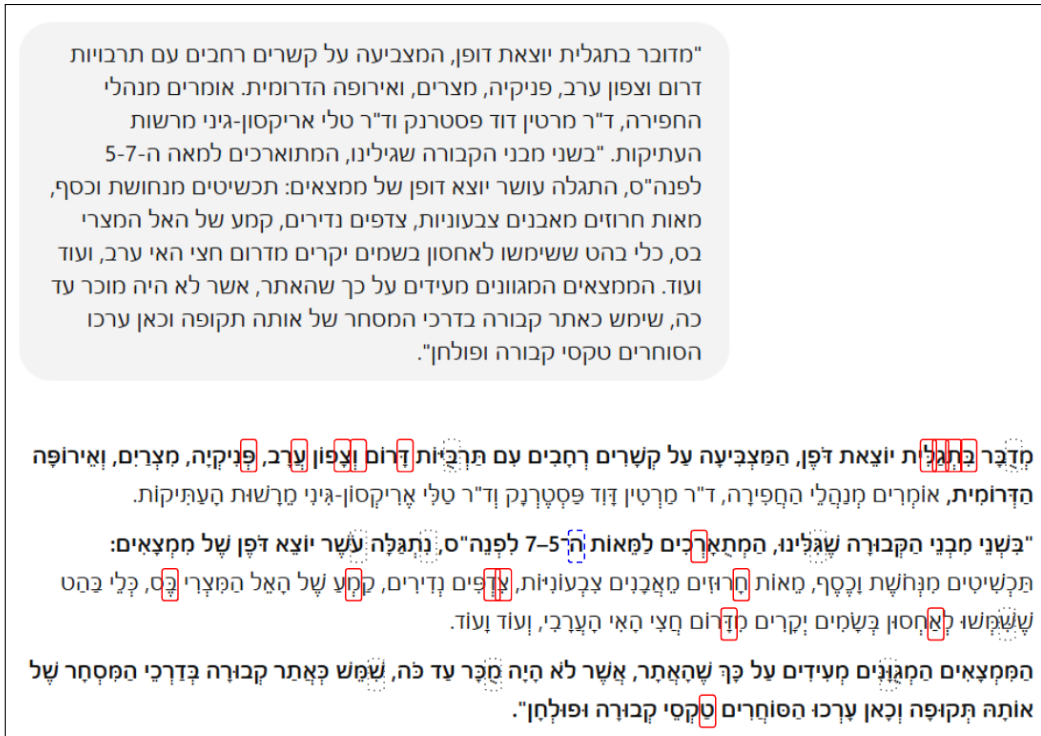 "מדובר בתגלית יוצאת דופן, המצביעה על קשרים רחבים עם תרבויות
דרום וצפון ערב, פניקיה, מצרים, ואירופה הדרומית. אומרים מנהלי
החפירה, ד"ר מרטין דוד פסטרנק וד"ר טלי אריקסון-גיני מרשות
העתיקות. "בשני מבני הקבורה שגילינו, המתוארכים למאה ה-5-7
לפנה"ס, התגלה עושר יוצא דופן של ממצאים: תכשיטים מנחושת וכסף,
מאות חרוזים מאבנים צבעוניות, צדפים נדירים, קמע של האל המצרי
בס, כלי בהט ששימשו לאחסון בשמים יקרים מדרום חצי האי ערב, ועוד
ועוד. הממצאים המגוונים מעידים על כך שהאתר, אשר לא היה מוכר עד
כה, שימש כאתר קבורה בדרכי המסחר של אותה תקופה וכאן ערכו
הסוחרים טקסי קבורה ופולחן".
מְדֻבָּר בִּתְגַלִּית יוֹצֵאת דֹּפֶן, הַמַּצְבִּיעָה עַל קְשָׁרִים רְחָבִים עִם תַּרְבֻּיּוֹת דָּרוֹם וְצָפוֹן עֲרָב, פְּנִיקְיָה, מִצְרַיִם, וְאֵירוֹפָּה
הַדְּרוֹמִית, אוֹמְרִים מְנַהֲלֵי הַחֲפִירָה, ד"ר מַרְטִין דָּוִד פַּסְטֶרְנָק וְד"ר טַלִּי אֶרִיקְסוֹן-גִּינִי מֵרָשׁוּת הָעַתִּיקוֹת.
"בִּשְׁנֵי מִבְנֵי הַקְּבוּרָה שֶׁגִּלִּינוּ, הַמְּתֻאָרְכִים לַמֵּאוֹת הַ־5–7 לִפְנֵה"ס, נִתְגַּלָּה עֹשֶׁר יוֹצֵא דֹּפֶן שֶׁל מִמְצָאִים:
תַּכְשִׁיטִים מִנְּחֹשֶׁת וָכֶסֶף, מֵאוֹת חֲרוּזִים מֵאֲבָנִים צִבְעוֹנִיּוֹת, צְדָפִים נְדִירִים, קָמֵעַ שֶׁל הָאֵל הַמִּצְרִי בֶּס, כְּלֵי בַּהַט
שֶׁשִּׁמְּשׁוּ לְאַחְסוּן בְּשָׂמִים יְקָרִים מִדְּרוֹם חֲצִי הָאִי הָעֲרָבִי, וְעוֹד וָעוֹד.
הַמִּמְצָאִים הַמְגֻוָּנִים מְעִידִים עַל כָּךְ שֶׁהָאֲתָר, אֲשֶׁר לֹא הָיָה מֻכָּר עַד כֹּה, שִׁמֵּשׁ כַּאֲתַר קְבוּרָה בְּדַרְכֵי הַמִּסְחָר שֶׁל
אוֹתָהּ תְּקוּפָה וְכָאן עָרְכוּ הַסּוֹחֲרִים טִקְסֵי קְבוּרָה וּפוּלְחָן".